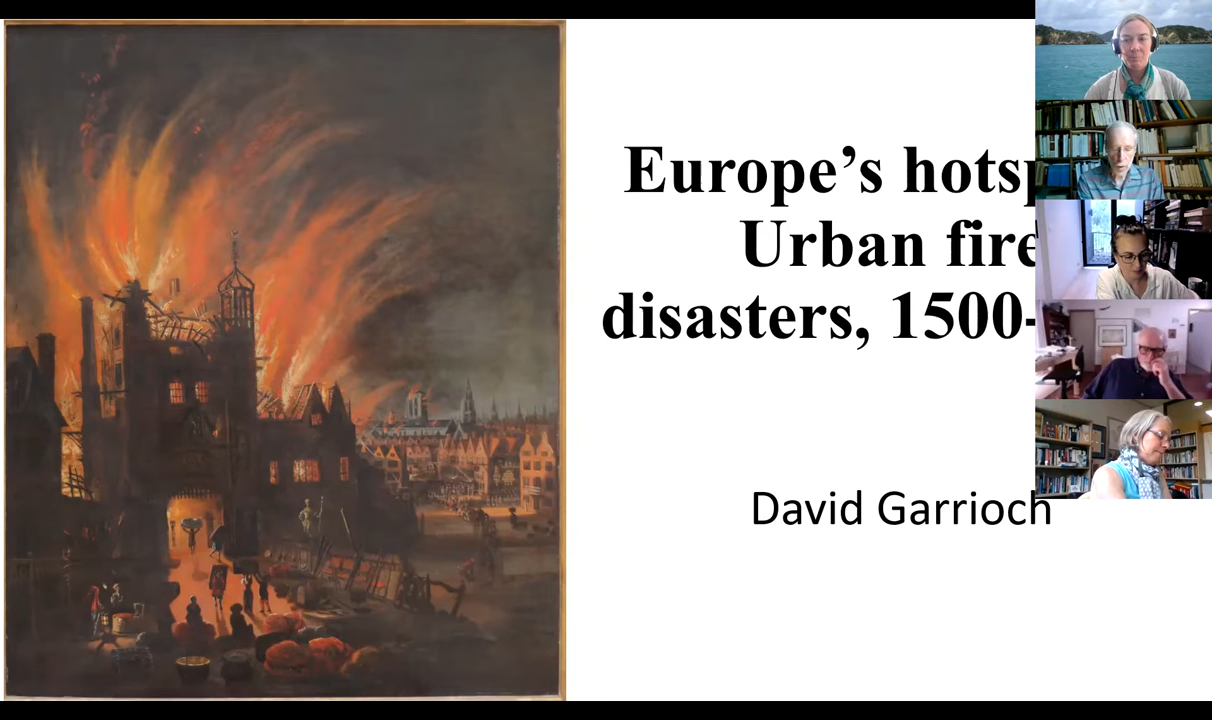 Europe’s hotsp
Urban fire
disasters, 1500-
David Garrioch